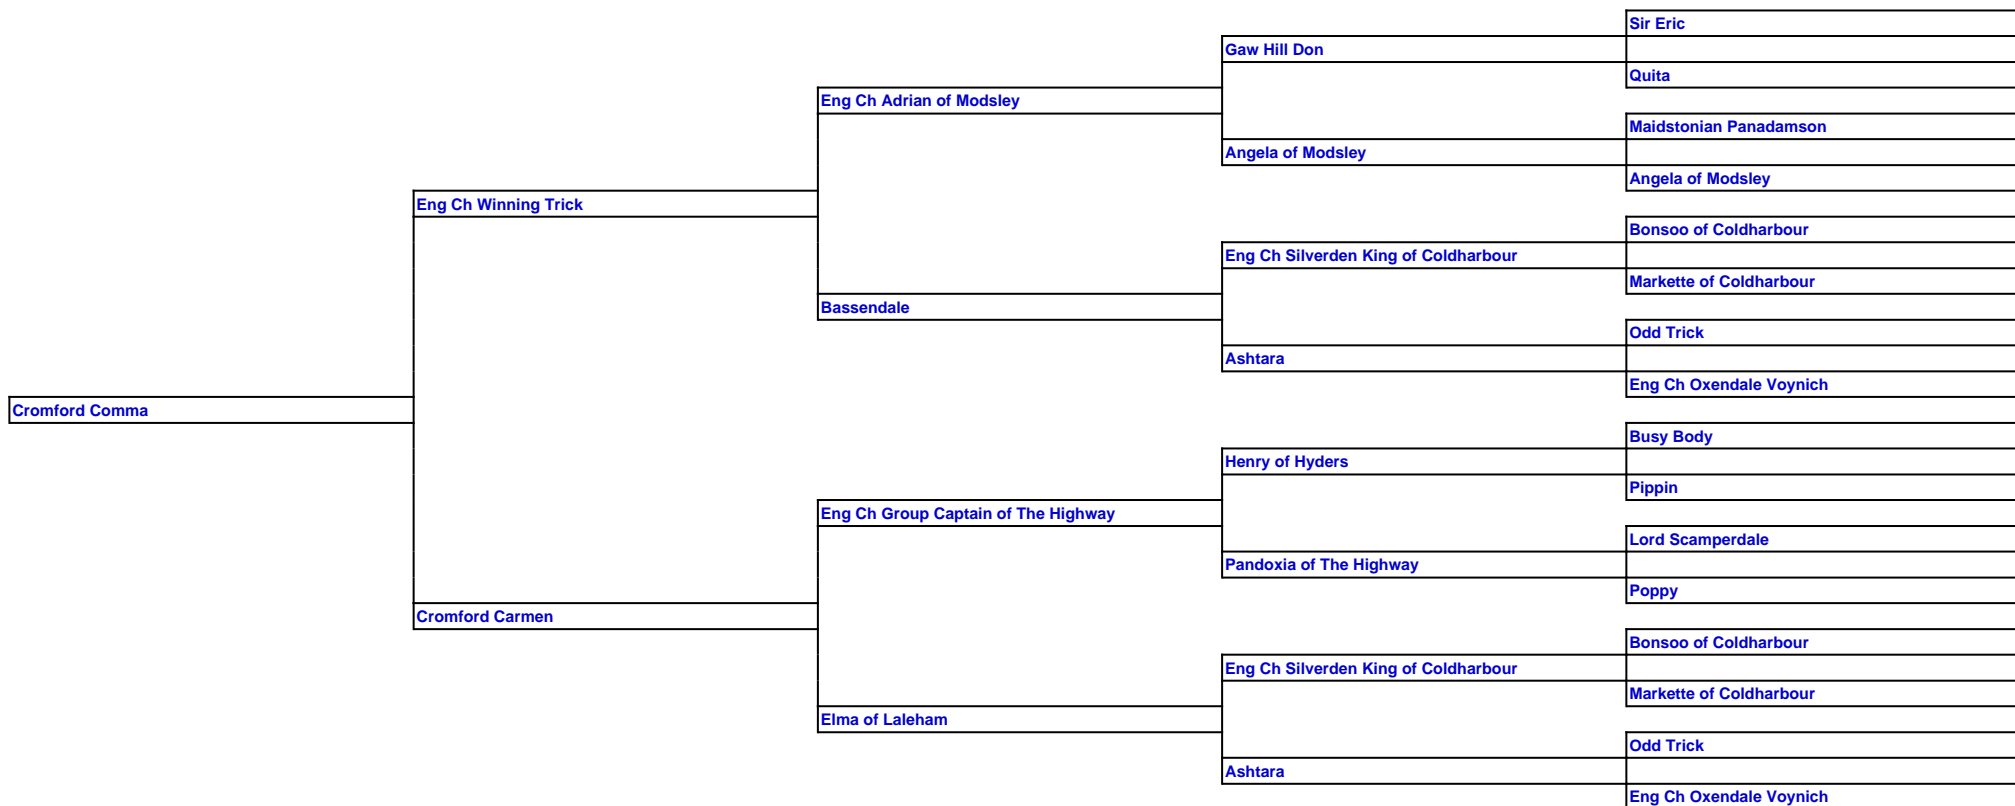 Sir Eric
Gaw Hill Don
Quita
Eng Ch Adrian of Modsley
Maidstonian Panadamson
Angela of Modsley
Angela of Modsley
Eng Ch Winning Trick
Bonsoo of Coldharbour
Eng Ch Silverden King of Coldharbour
Markette of Coldharbour
Bassendale
Odd Trick
Ashtara
Eng Ch Oxendale Voynich
Cromford Comma
Busy Body
Henry of Hyders
Pippin
Eng Ch Group Captain of The Highway
Lord Scamperdale
Pandoxia of The Highway
Poppy
Cromford Carmen
Bonsoo of Coldharbour
Eng Ch Silverden King of Coldharbour
Markette of Coldharbour
Elma of Laleham
Odd Trick
Ashtara
Eng Ch Oxendale Voynich